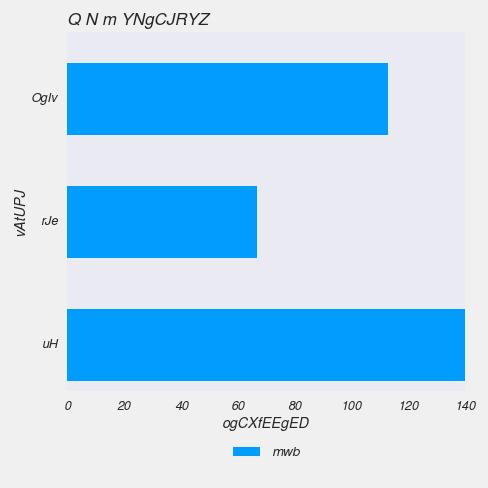 Q N m YNgCJRYZ
Oglv
rJe
uH
vAtUPJ
0 20 40 60 80 100 120 140
ogCXfEEgED
mwb